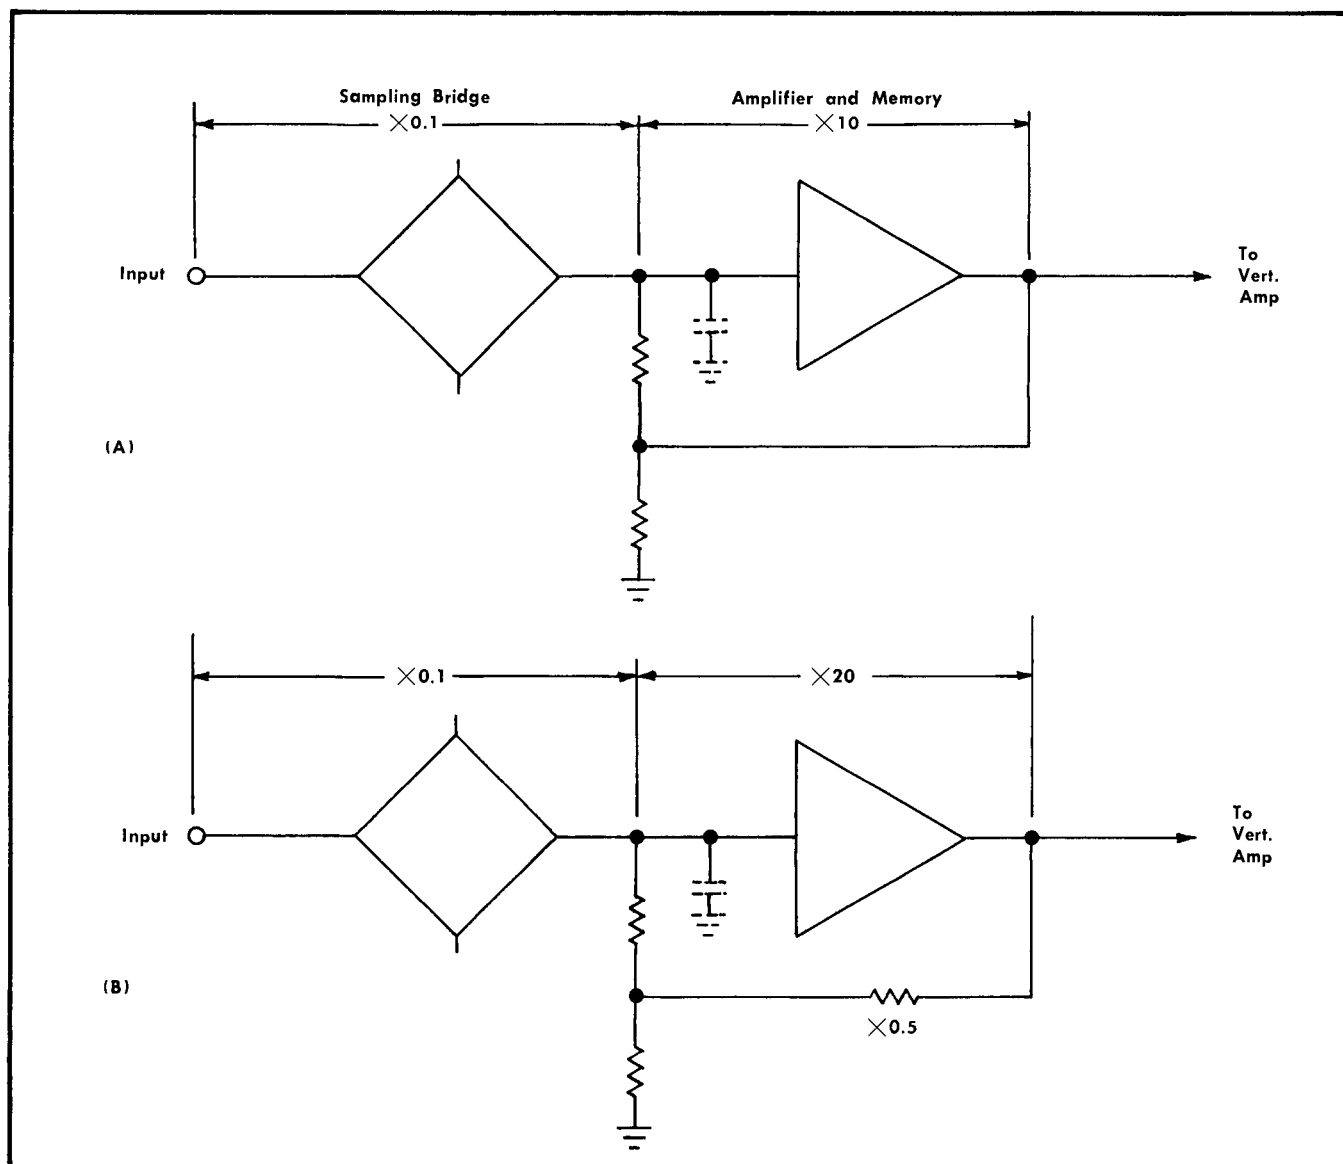 Sampling Bridge
×0.1
Amplifier and Memory
×10
Input
To
Vert.
Amp
(A)
×0.1
×20
Input
To
Vert.
Amp
(B)
×0.5